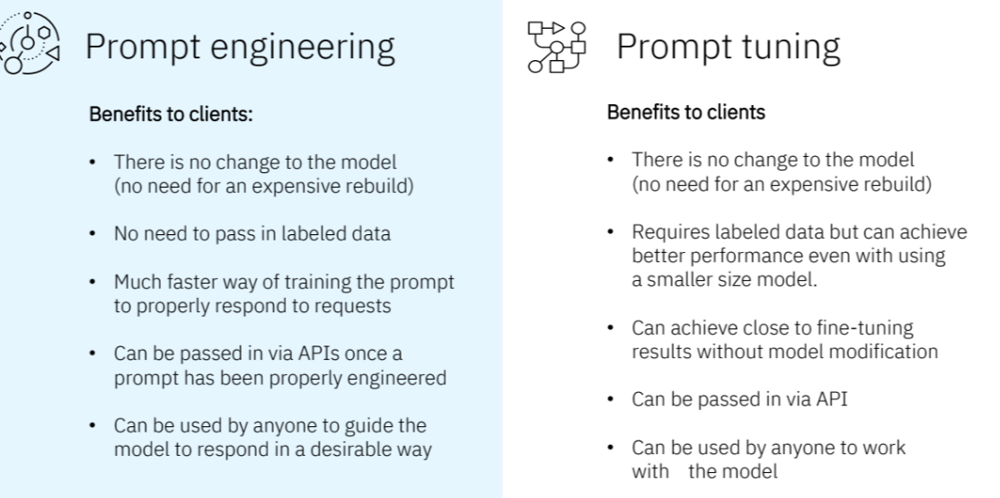 Prompt engineering
Benefits to clients:
• There is no change to the model
(no need for an expensive rebuild)
• No need to pass in labeled data
• Much faster way of training the prompt
to properly respond to requests
• Can be passed in via APIs once a
prompt has been properly engineered
• Can be used by anyone to guide the
model to respond in a desirable way
Prompt tuning
Benefits to clients
• There is no change to the model
(no need for an expensive rebuild)
• Requires labeled data but can achieve
better performance even with using
a smaller size model.
• Can achieve close to fine-tuning
results without model modification
• Can be passed in via API
• Can be used by anyone to work
with the model